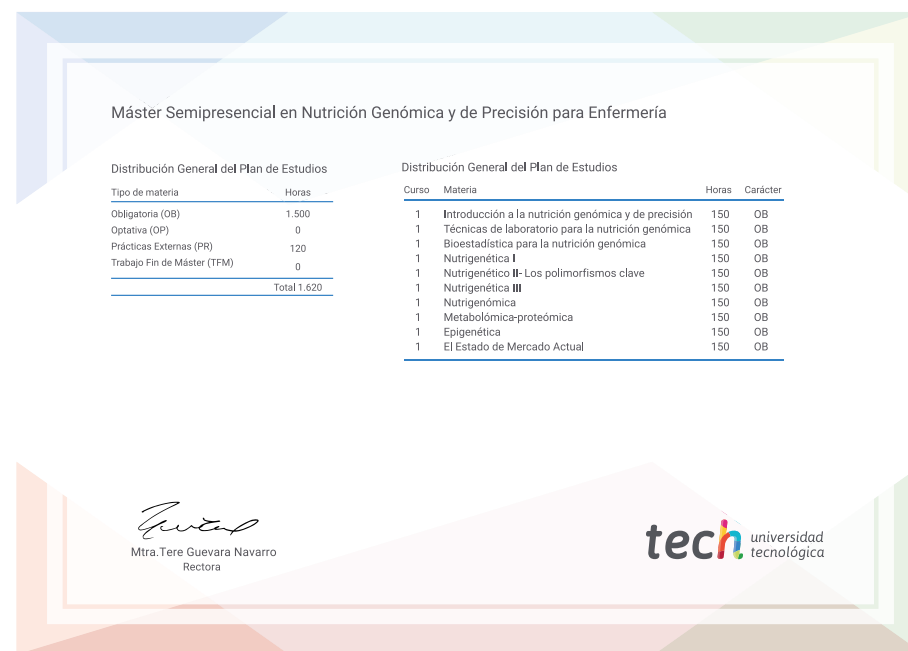 Máster Semipresencial en Nutrición Genómica y de Precisión para Enfermería
Distribución General del Plan de Estudios
Tipo de materia Horas
Obligatoria (OB) 1.500
Optativa (OP) 0
Prácticas Externas (PR) 120
Trabajo Fin de Máster (TFM) 0
Total 1.620
Distribución General del Plan de Estudios
Curso Materia Horas Carácter
1 Introducción a la nutrición genómica y de precisión 150 OB
1 Técnicas de laboratorio para la nutrición genómica 150 OB
1 Bioestadística para la nutrición genómica 150 OB
1 Nutrigenética I 150 OB
1 Nutrigenético II- Los polimorfismos clave 150 OB
1 Nutrigenética III 150 OB
1 Nutrigenómica 150 OB
1 Metabolómica-proteómica 150 OB
1 Epigenética 150 OB
1 El Estado de Mercado Actual 150 OB
Mtra.Tere Guevara Navarro
Rectora
tech universidad
tecnológica